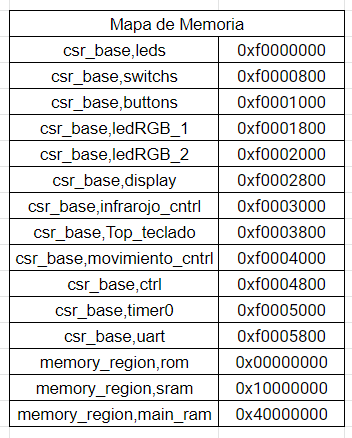 Mapa de Memoria
csr_base,leds 0xf0000000
csr_base,switchs 0xf0000800
csr_base,buttons 0xf0001000
csr_base,ledRGB_1 0xf0001800
csr_base,ledRGB_2 0xf0002000
csr_base,display 0xf0002800
csr_base,infrarojo_cntrl 0xf0003000
csr_base,Top_teclado 0xf0003800
csr_base,movimiento_cntrl 0xf0004000
csr_base,ctrl 0xf0004800
csr_base,timer0 0xf0005000
csr_base,uart 0xf0005800
memory_region,rom 0x00000000
memory_region,sram 0x10000000
memory_region,main_ram 0x40000000